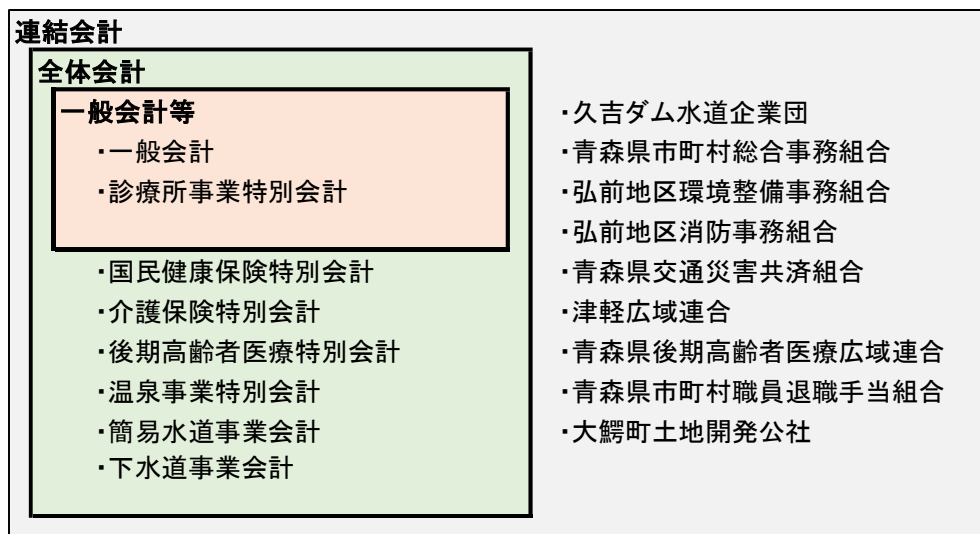 連結会計
全体会計
一般会計等
・一般会計
・診療所事業特別会計
・国民健康保険特別会計
・介護保険特別会計
・後期高齢者医療特別会計
・温泉事業特別会計
・簡易水道事業会計
・下水道事業会計
・久吉ダム水道企業団
・青森県市町村総合事務組合
・弘前地区環境整備事務組合
・弘前地区消防事務組合
・青森県交通災害共済組合
・津軽広域連合
・青森県後期高齢者医療広域連合
・青森県市町村職員退職手当組合
・大鰐町土地開発公社